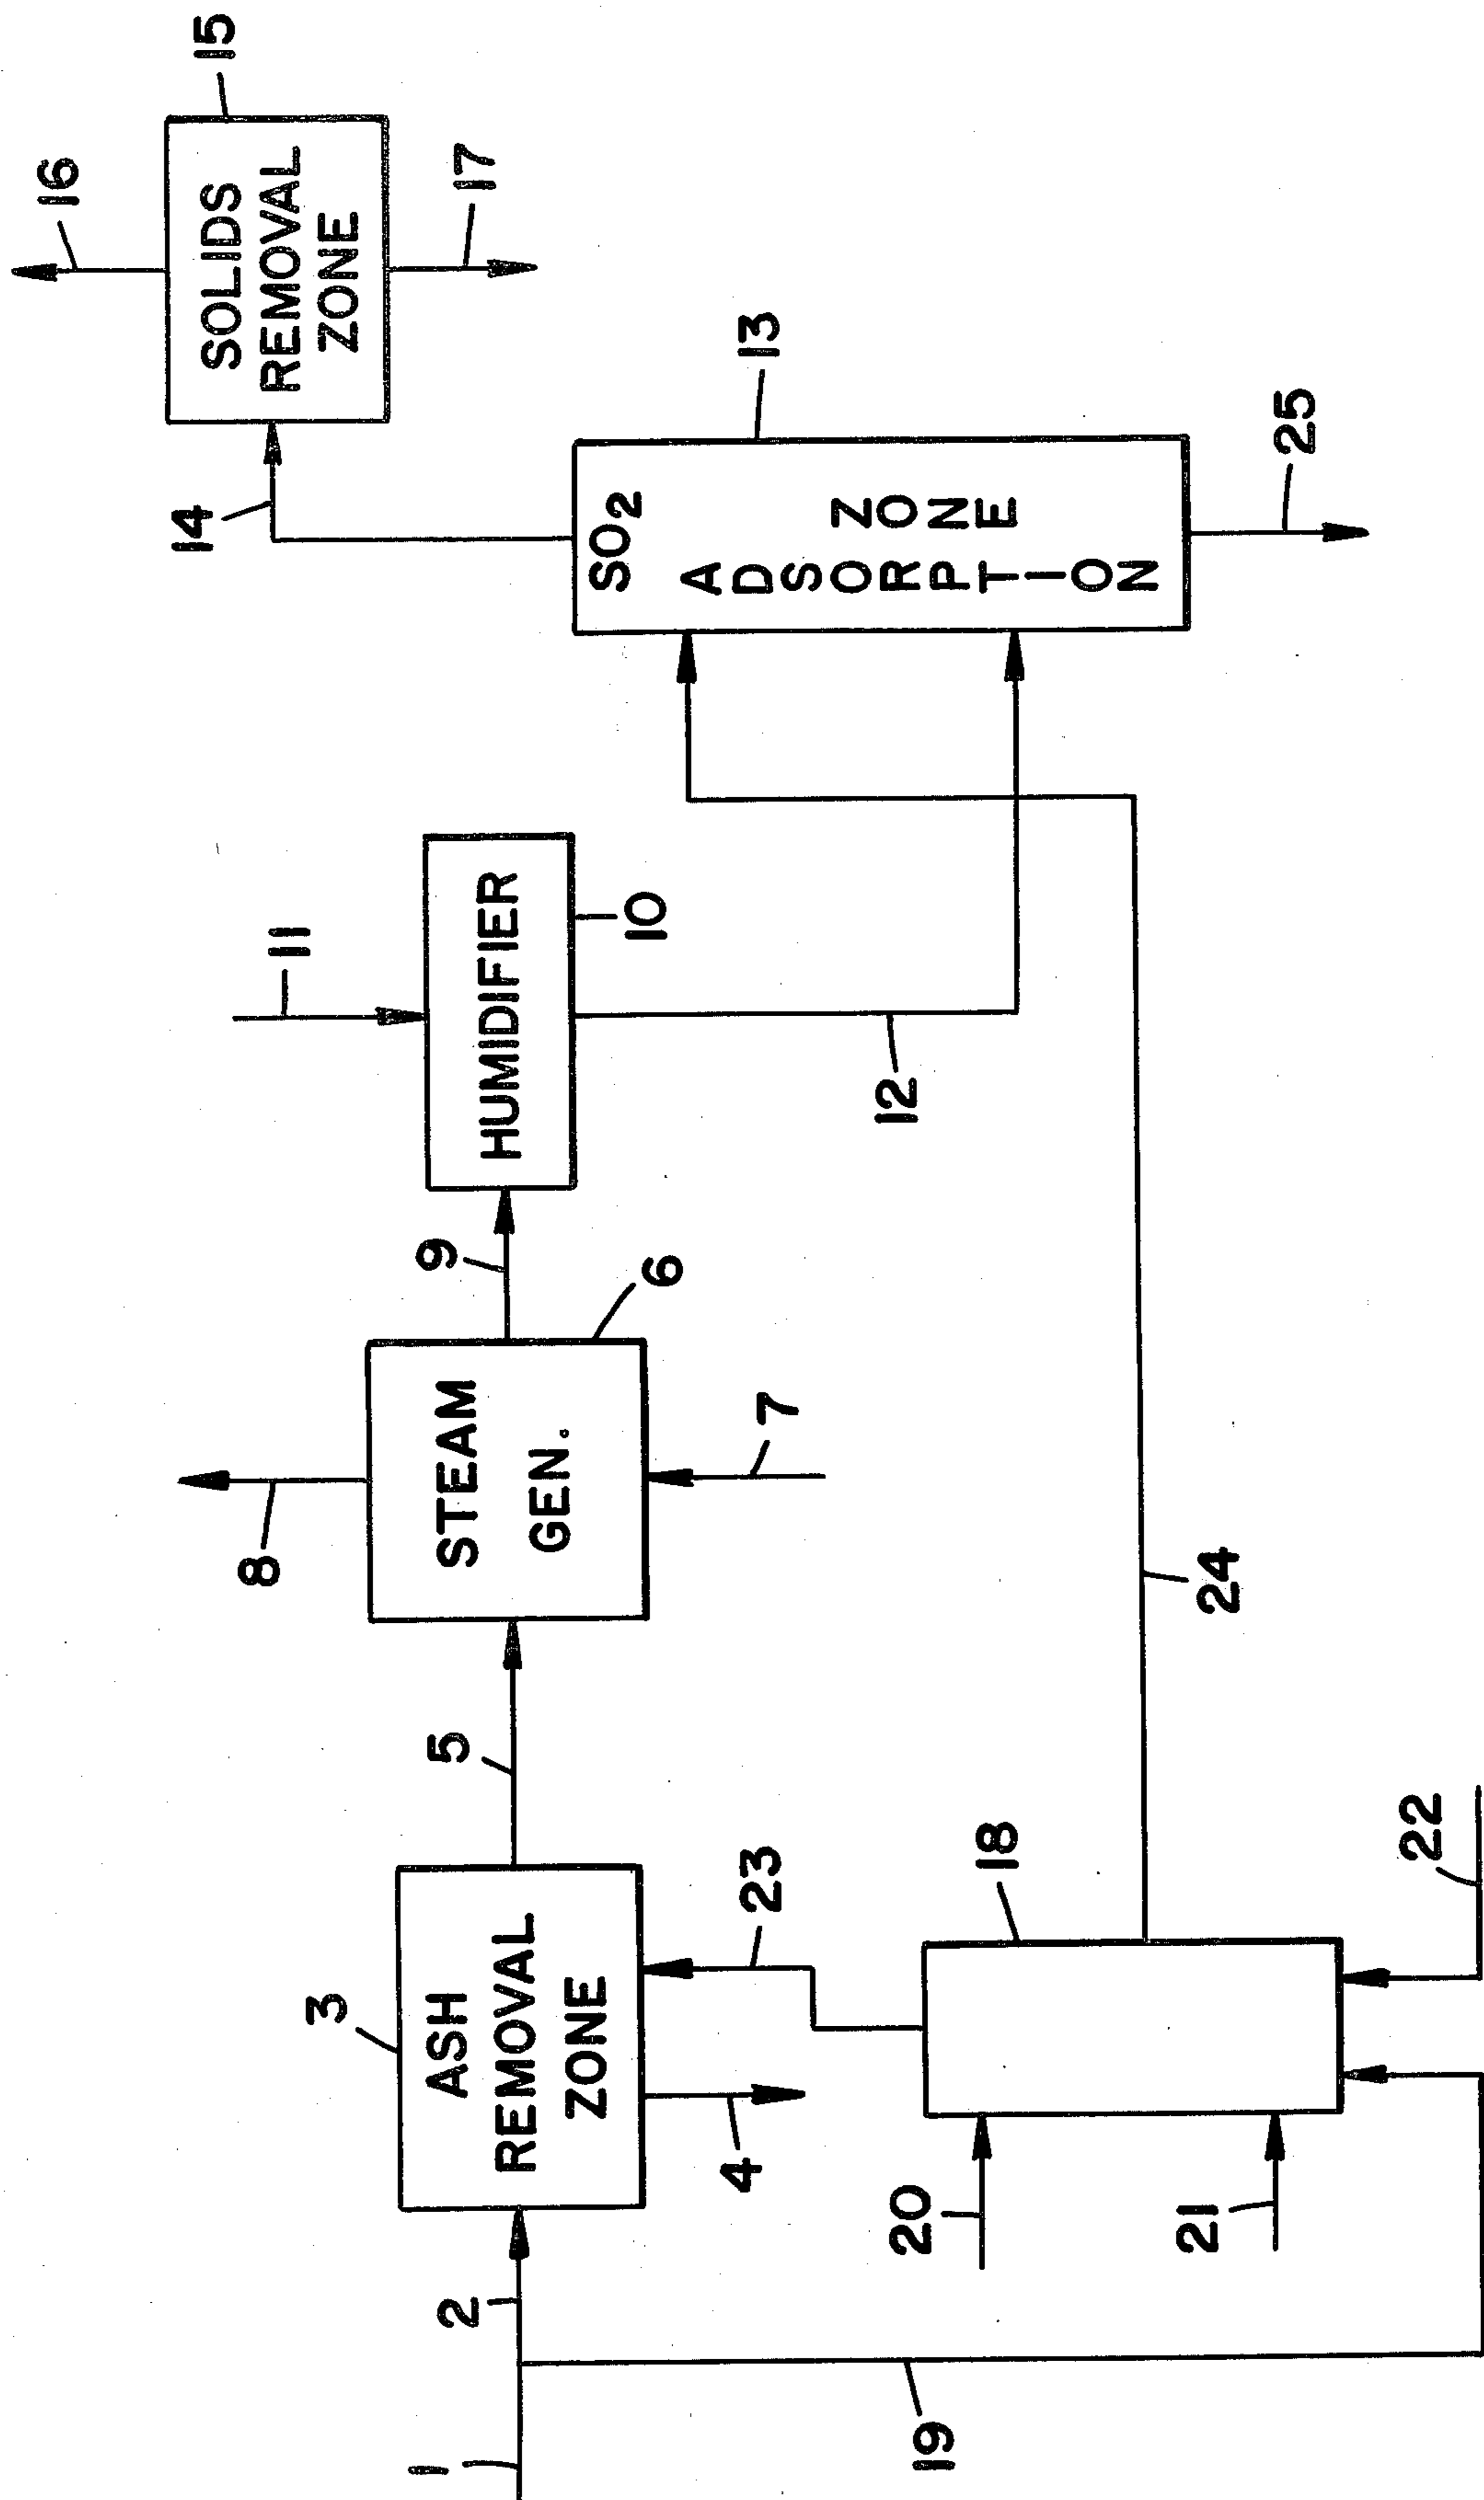 1
2
3
ASH
REMOVAL
ZONE
4
5
STEAM
GEN.
6
7
8
9
HUMIDIFIER
10
11
12
SO2
ADSORPTION
ZONE
13
14
SOLIDS
REMOVAL
ZONE
15
16
17
18
19
20
21
22
23
24
25